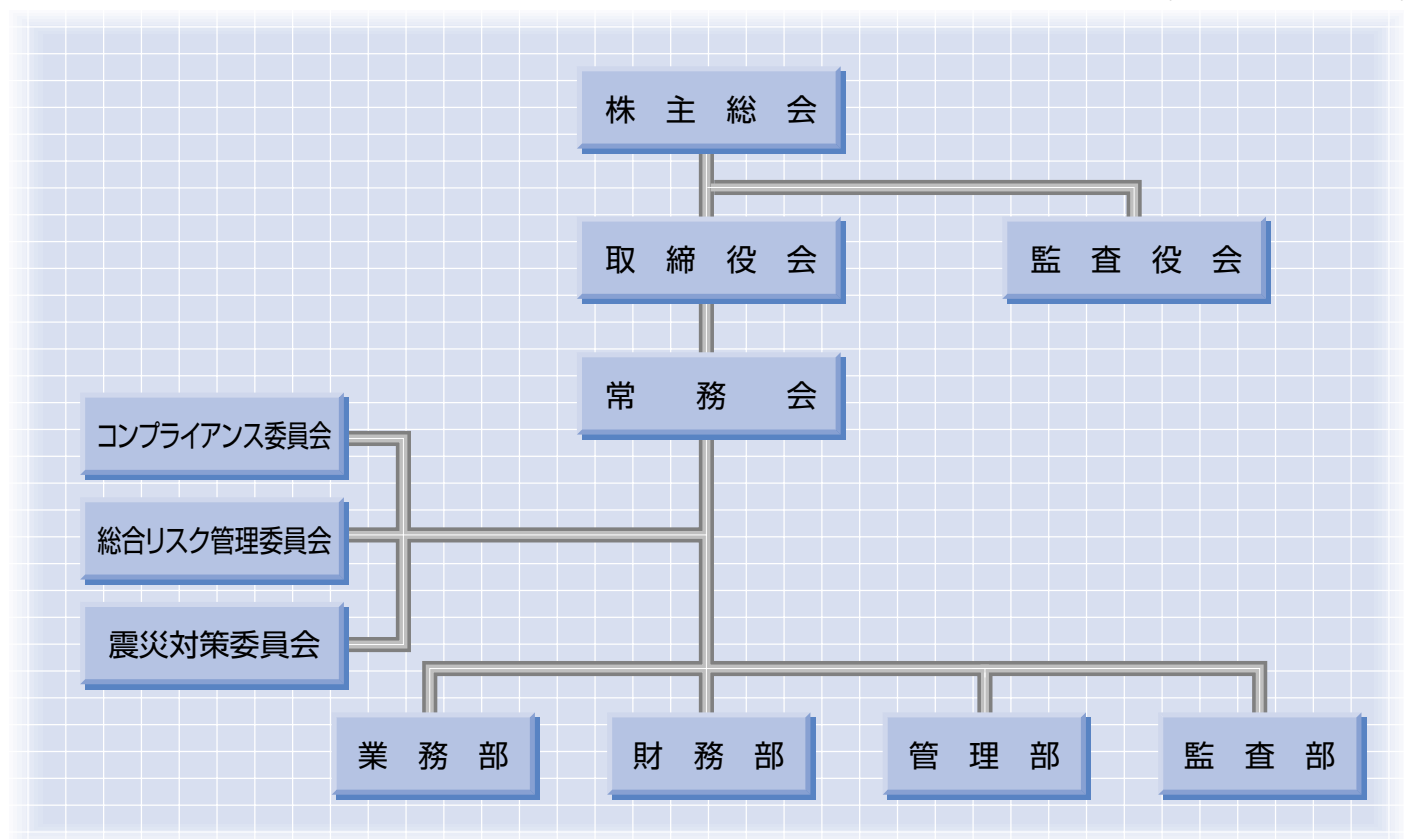 株主総会
取締役会
監査役会
常務会
コンプライアンス委員会
総合リスク管理委員会
震災対策委員会
業務部
財務部
管理部
監査部